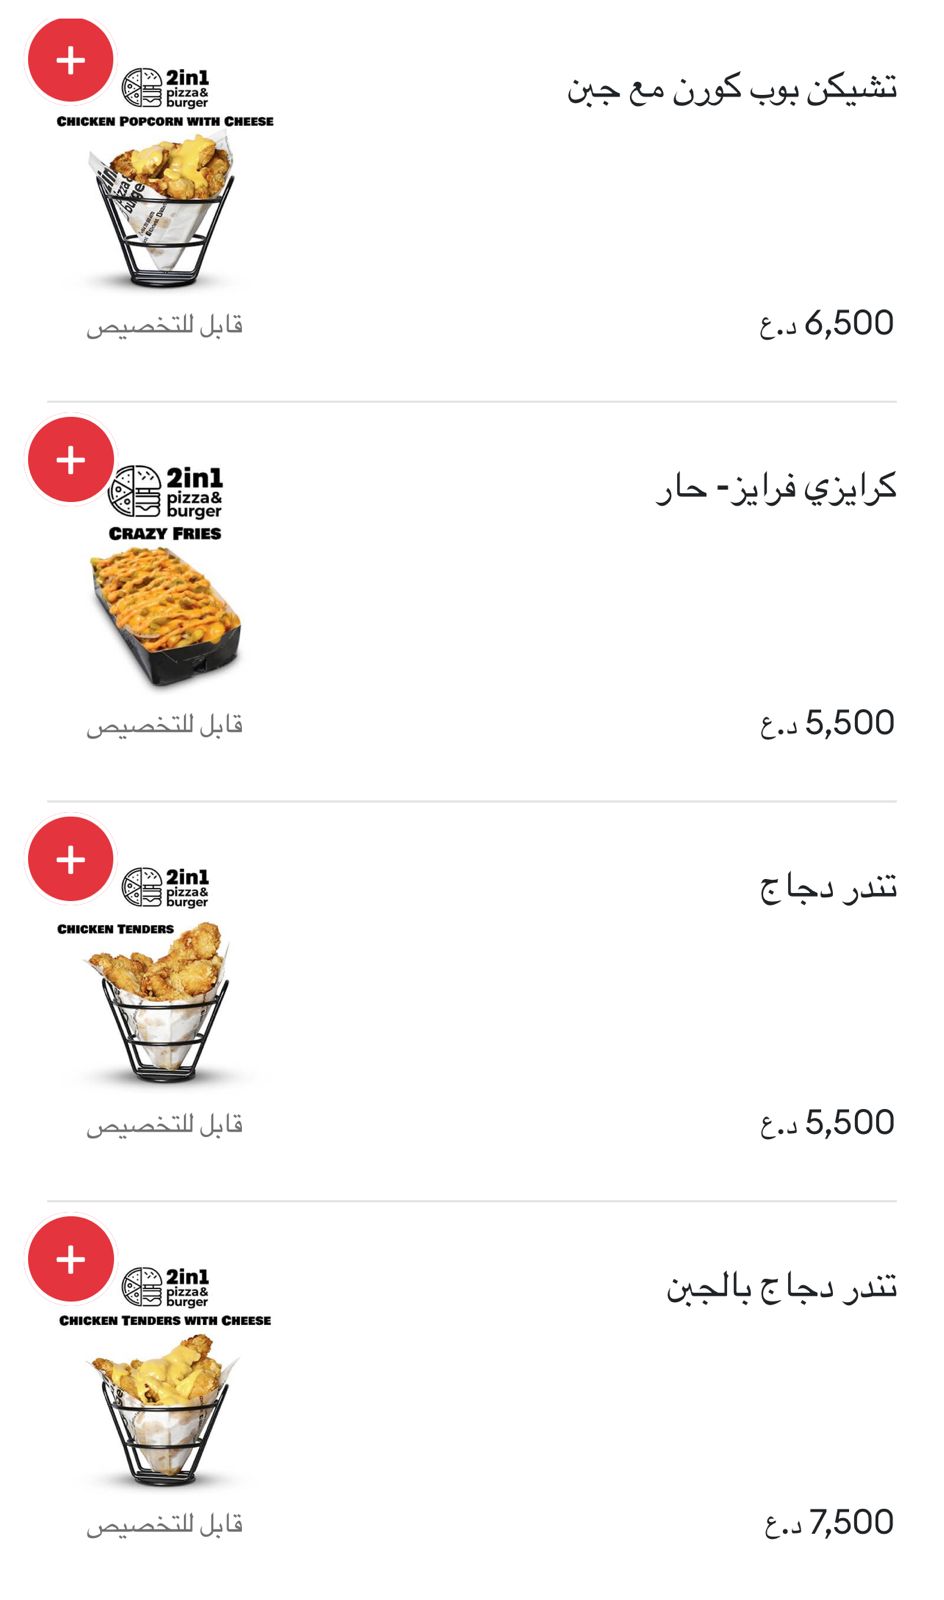 تشيكن بوب كورن مع جبن
2in1
pizza&
burger
CHICKEN POPCORN WITH CHEESE
6,500 د.ع
قابل للتخصيص
كرايزي فرايز- حار
2in1
pizza&
burger
CRAZY FRIES
5,500 د.ع
قابل للتخصيص
تندر دجاج
2in1
pizza&
burger
CHICKEN TENDERS
5,500 د.ع
قابل للتخصيص
تندر دجاج بالجبن
2in1
pizza&
burger
CHICKEN TENDERS WITH CHEESE
7,500 د.ع
قابل للتخصيص